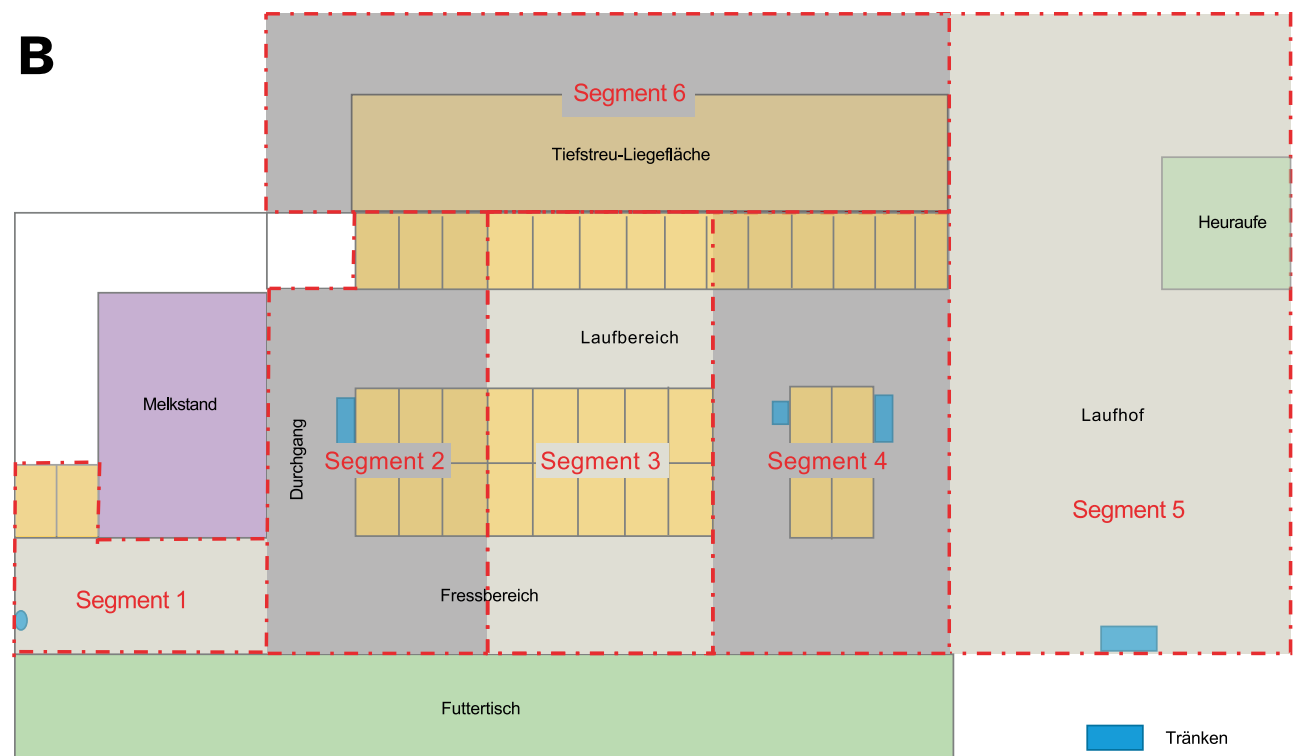 B
Segment 6
Tiefstreu-Liegefläche
Heuraufe
Laufbereich
Melkstand
Durchgang
Laufhof
Segment 2
Segment 3
Segment 4
Segment 5
Segment 1
Fressbereich
Futtertisch
Tränken